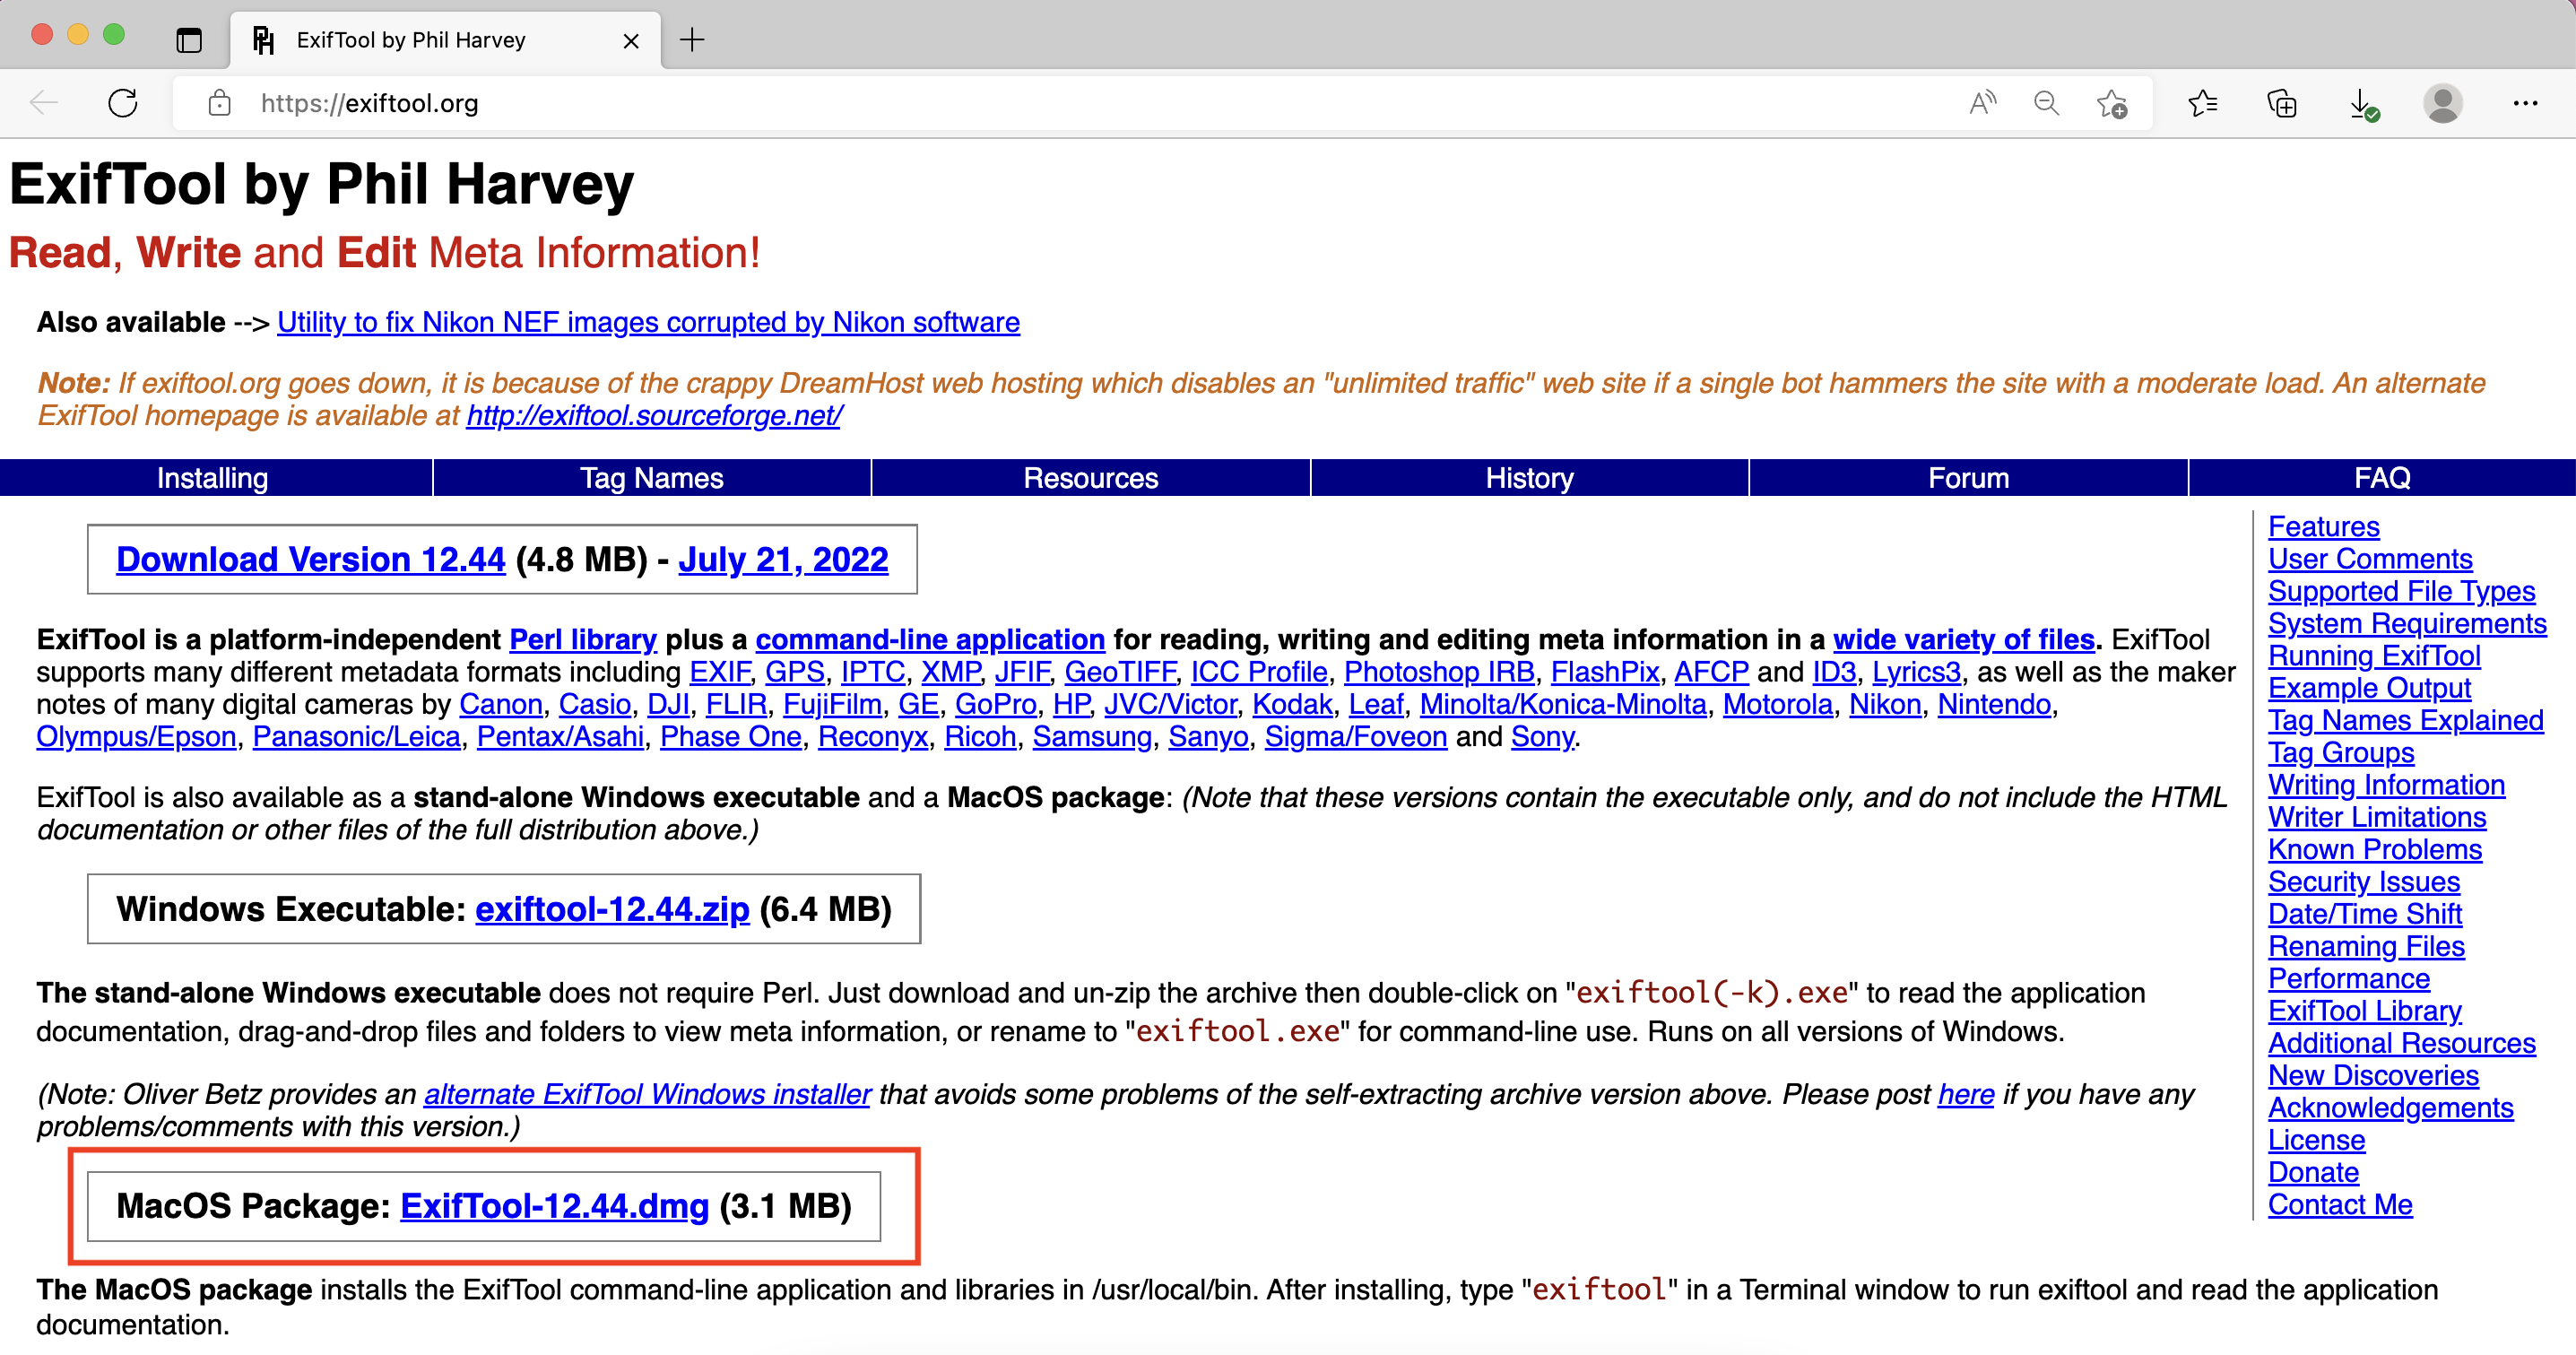 ExifTool by Phil Harvey
https://exiftool.org
ExifTool by Phil Harvey
Read, Write and Edit Meta Information!
Also available --> Utility to fix Nikon NEF images corrupted by Nikon software
Note: If exiftool.org goes down, it is because of the crappy DreamHost web hosting which disables an "unlimited traffic" web site if a single bot hammers the site with a moderate load. An alternate
ExifTool homepage is available at http://exiftool.sourceforge.net/
Installing Tag Names Resources History Forum FAQ
Download Version 12.44 (4.8 MB) - July 21, 2022
ExifTool is a platform-independent Perl library plus a command-line application for reading, writing and editing meta information in a wide variety of files. ExifTool
supports many different metadata formats including EXIF, GPS, IPTC, XMP, JFIF, GeoTIFF, ICC Profile, Photoshop IRB, FlashPix, AFCP and ID3, Lyrics3, as well as the maker
notes of many digital cameras by Canon, Casio, DJI, FLIR, FujiFilm, GE, GoPro, HP, JVC/Victor, Kodak, Leaf, Minolta/Konica-Minolta, Motorola, Nikon, Nintendo,
Olympus/Epson, Panasonic/Leica, Pentax/Asahi, Phase One, Reconyx, Ricoh, Samsung, Sanyo, Sigma/Foveon and Sony.
ExifTool is also available as a stand-alone Windows executable and a MacOS package: (Note that these versions contain the executable only, and do not include the HTML
documentation or other files of the full distribution above.)
Windows Executable: exiftool-12.44.zip (6.4 MB)
The stand-alone Windows executable does not require Perl. Just download and un-zip the archive then double-click on "exiftool(-k).exe" to read the application
documentation, drag-and-drop files and folders to view meta information, or rename to "exiftool.exe" for command-line use. Runs on all versions of Windows.
(Note: Oliver Betz provides an alternate ExifTool Windows installer that avoids some problems of the self-extracting archive version above. Please post here if you have any
problems/comments with this version.)
MacOS Package: ExifTool-12.44.dmg (3.1 MB)
The MacOS package installs the ExifTool command-line application and libraries in /usr/local/bin. After installing, type "exiftool" in a Terminal window to run exiftool and read the application
documentation.
Features
User Comments
Supported File Types
System Requirements
Running ExifTool
Example Output
Tag Names Explained
Tag Groups
Writing Information
Writer Limitations
Known Problems
Security Issues
Date/Time Shift
Renaming Files
Performance
ExifTool Library
Additional Resources
New Discoveries
Acknowledgements
License
Donate
Contact Me